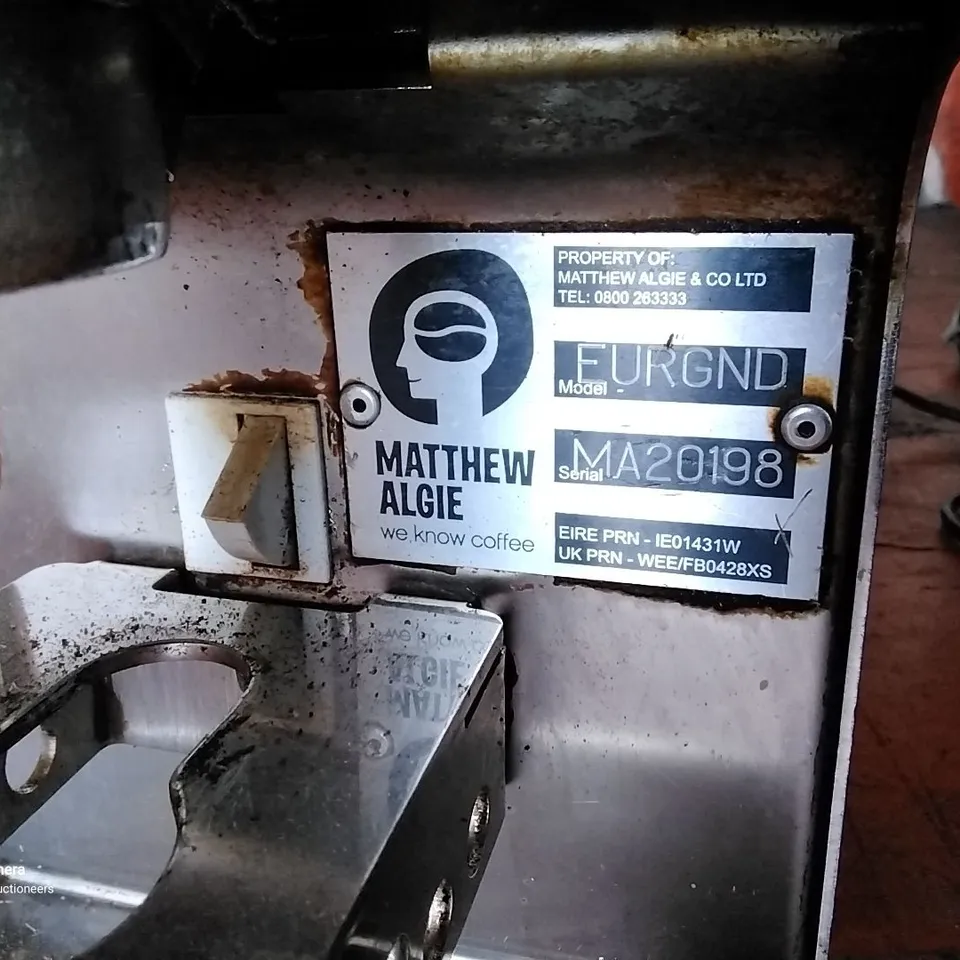 PROPERTY OF:
MATTHEW ALGIE & CO LTD
TEL: 0800 263333
EURGND
Model -
MA20198
Serial
EIRE PRN - IE01431W
UK PRN - WEE/FB0428XS
MATTHEW
ALGIE
we know coffee